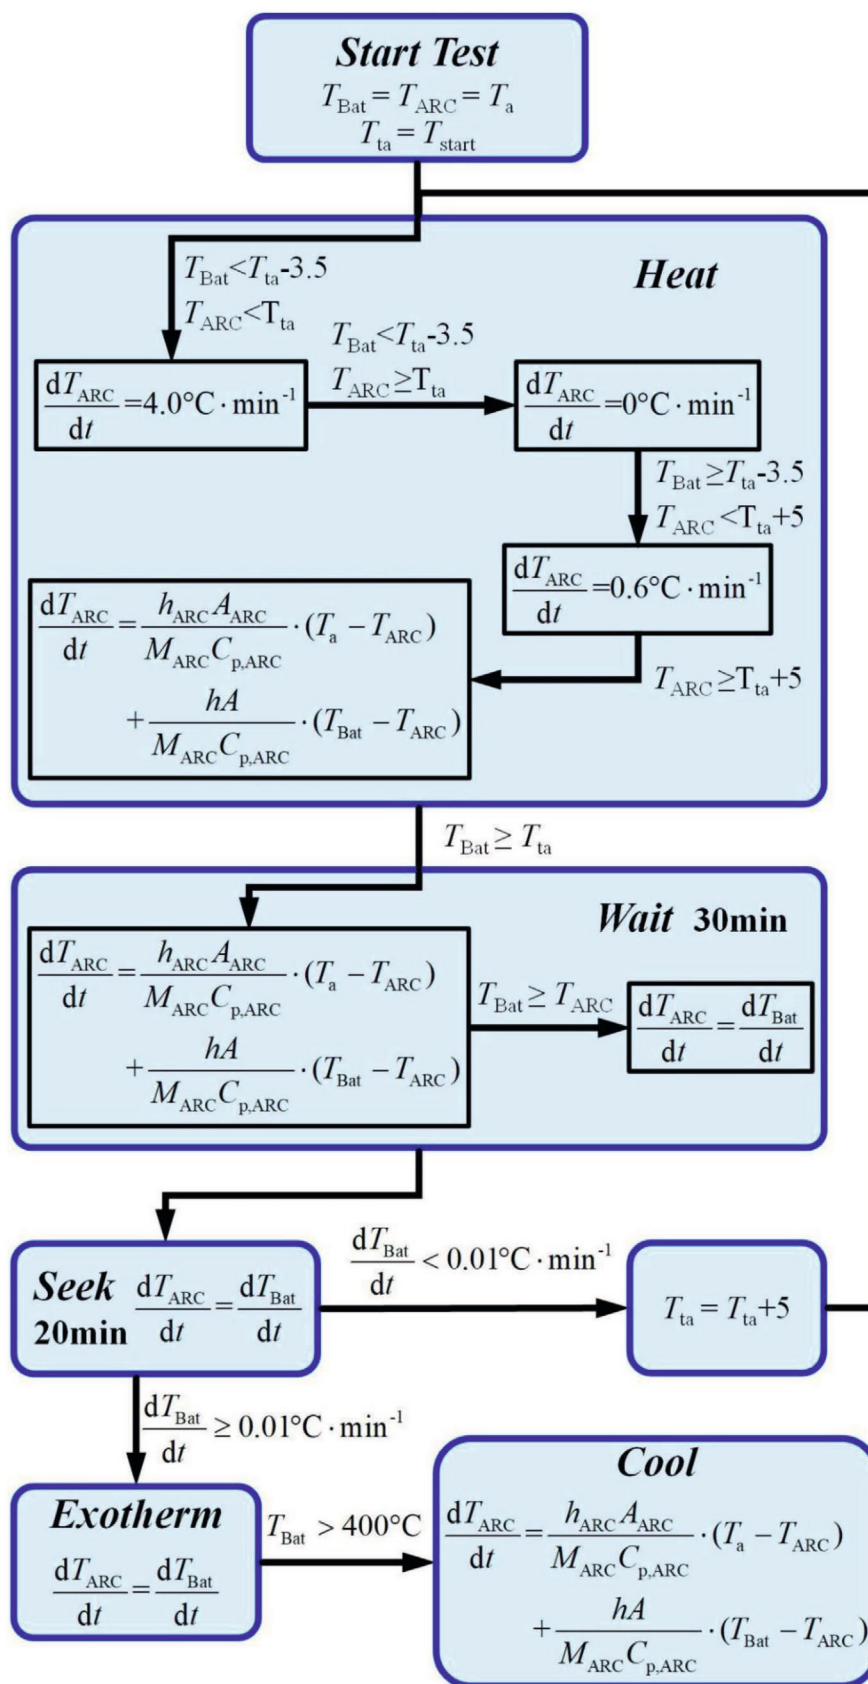 Start Test
T_Bat = T_ARC = T_a
T_ta = T_start
Heat
T_Bat<T_ta-3.5
T_ARC<T_ta
dT_ARC/dt=4.0°C·min⁻¹
T_Bat<T_ta-3.5
T_ARC≥T_ta
dT_ARC/dt=0°C·min⁻¹
T_Bat≥T_ta-3.5
T_ARC<T_ta+5
dT_ARC/dt=0.6°C·min⁻¹
T_ARC≥T_ta+5
dT_ARC/dt = h_ARC A_ARC/M_ARC C_p,ARC · (T_a − T_ARC)
+ hA/M_ARC C_p,ARC · (T_Bat − T_ARC)
T_Bat ≥ T_ta
Wait 30min
dT_ARC/dt = h_ARC A_ARC/M_ARC C_p,ARC · (T_a − T_ARC)
+ hA/M_ARC C_p,ARC · (T_Bat − T_ARC)
T_Bat ≥ T_ARC
dT_ARC/dt = dT_Bat/dt
Seek
20min
dT_ARC/dt = dT_Bat/dt
dT_Bat/dt < 0.01°C·min⁻¹
T_ta = T_ta+5
dT_Bat/dt ≥ 0.01°C·min⁻¹
Exotherm
dT_ARC/dt = dT_Bat/dt
T_Bat > 400°C
Cool
dT_ARC/dt = h_ARC A_ARC/M_ARC C_p,ARC · (T_a − T_ARC)
+ hA/M_ARC C_p,ARC · (T_Bat − T_ARC)